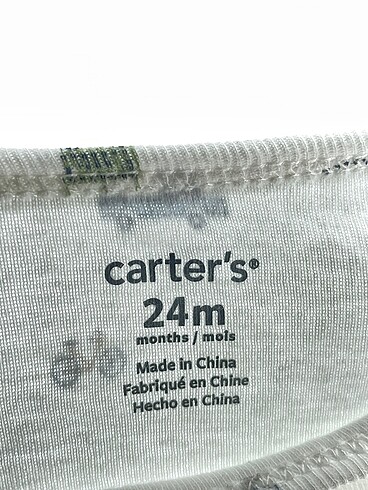 carter's®
24m
months / mois
Made in China
Fabriqué en Chine
Hecho en China